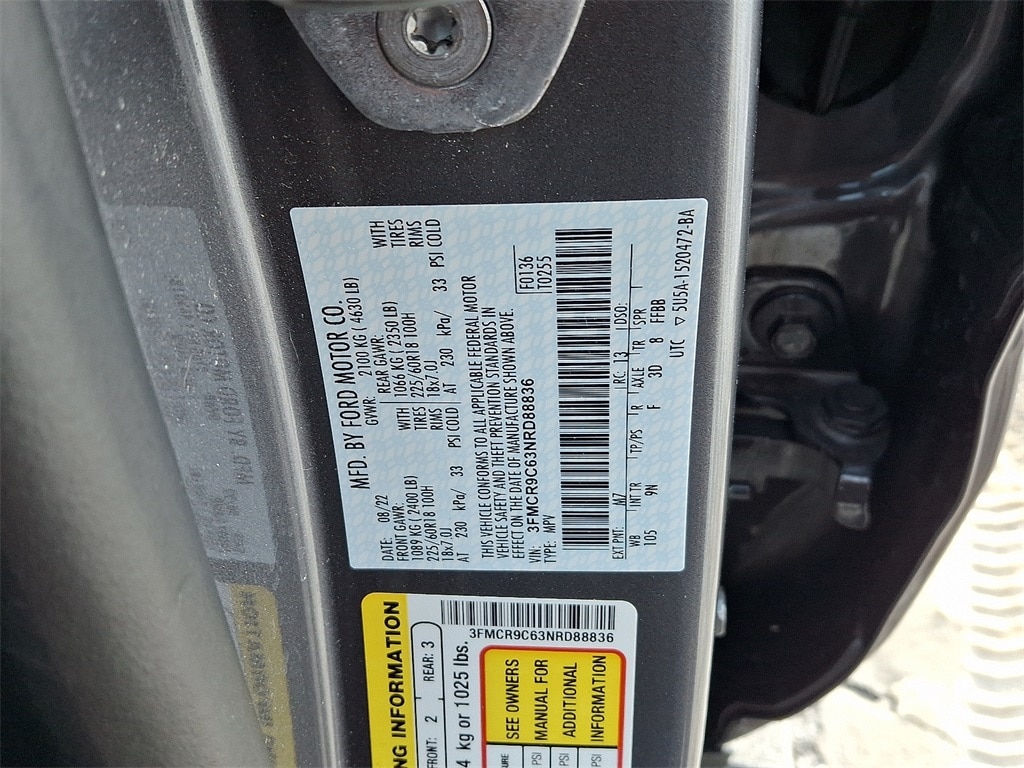 MFD. BY FORD MOTOR CO.
DATE: 08/22 GVWR: 2100 KG ( 4630 LB)
FRONT GAWR: REAR GAWR:
1089 KG ( 2400 LB) WITH 1066 KG ( 2350 LB) WITH
225/60R18 100H TIRES 225/60R18 100H TIRES
18x7.0J RIMS 18x7.0J RIMS
AT 230 kPa/ 33 PSI COLD AT 230 kPa/ 33 PSI COLD
THIS VEHICLE CONFORMS TO ALL APPLICABLE FEDERAL MOTOR
VEHICLE SAFETY AND THEFT PREVENTION STANDARDS IN
EFFECT ON THE DATE OF MANUFACTURE SHOWN ABOVE.
VIN: 3FMCR9C63NRD88836
TYPE: MPV
F0136
T0255
EXT PNT: M7 RC: 13 DSO:
WB INT TR TP/PS R AXLE TR SPR
105 9N F 3D 8 FFBB
UTC ▽ 5U5A-1520472-BA
3FMCR9C63NRD88836
INFORMATION
FRONT: 2 REAR: 3
kg or 1025 lbs.
SEE OWNERS
MANUAL FOR
ADDITIONAL
INFORMATION
PSI
PSI
PSI